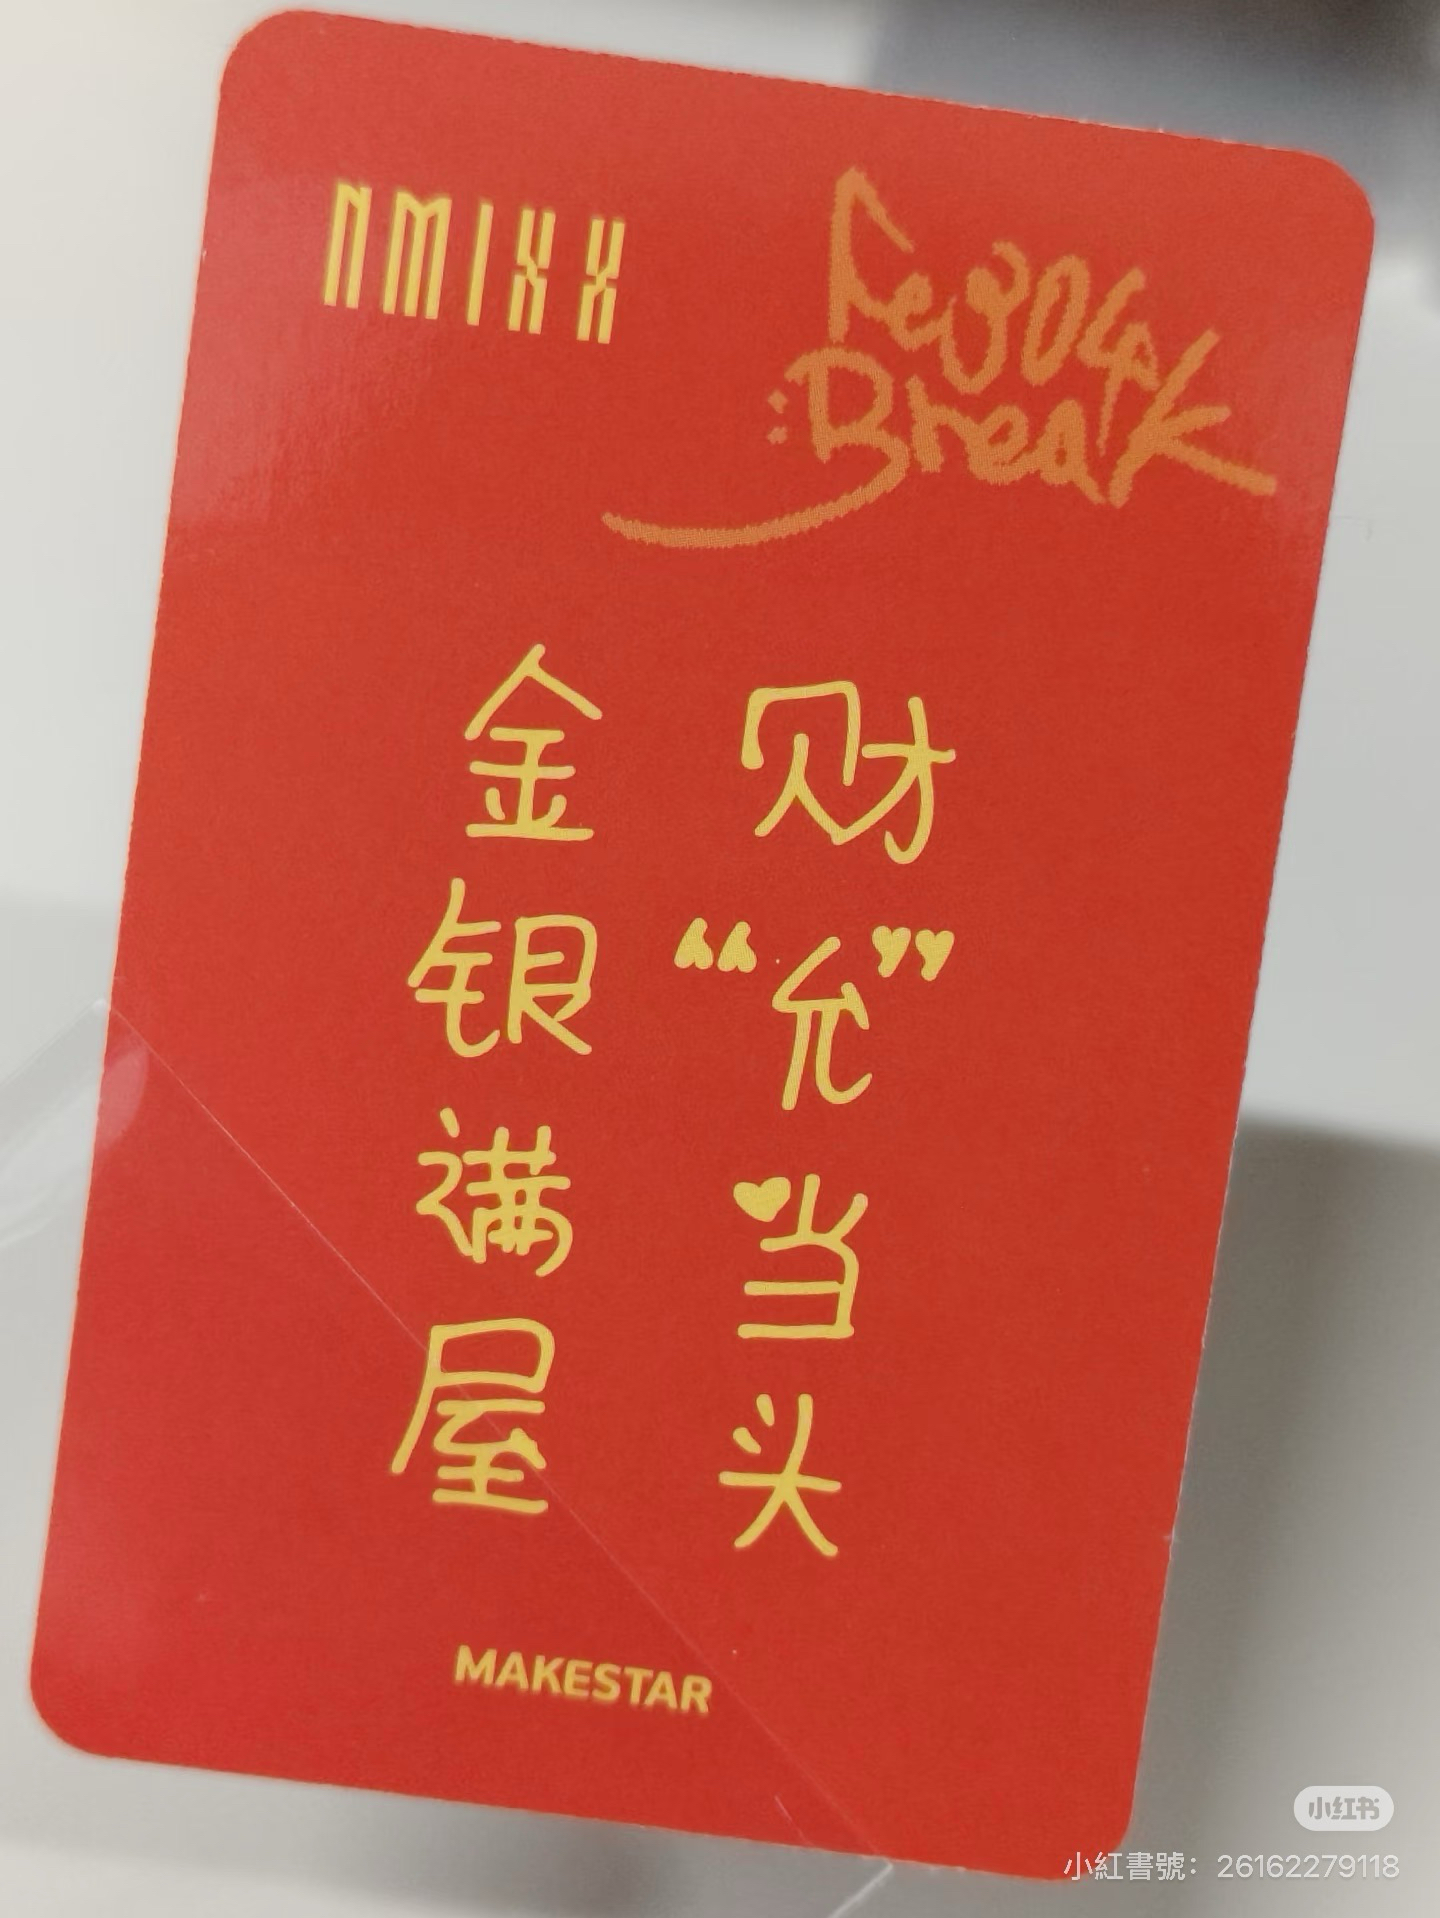 NMIXX
Fe3O4
:Break
财“允”当头
金银满屋
MAKESTAR
小红书
小紅書號：26162279118